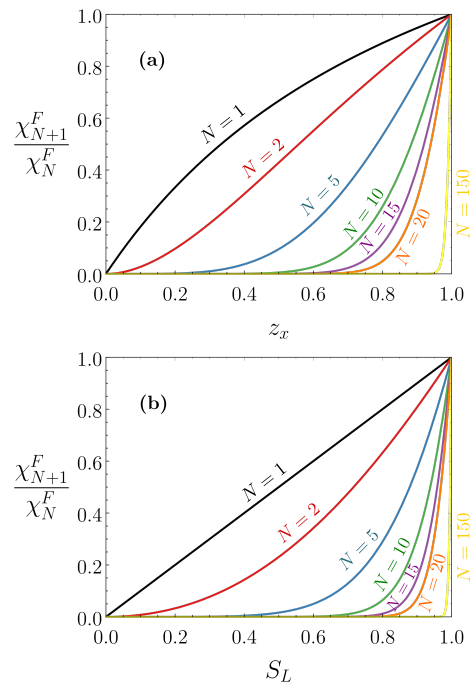 1.0
(a)
0.8
0.6
χ^F_{N+1}
χ^F_N
N = 1
N = 2
N = 5
N = 10
N = 15
N = 20
N = 150
0.4
0.2
0.0
0.0 0.2 0.4 0.6 0.8 1.0
z_x
1.0
(b)
0.8
0.6
χ^F_{N+1}
χ^F_N
N = 1
N = 2
N = 5
N = 10
N = 15
N = 20
N = 150
0.4
0.2
0.0
0.0 0.2 0.4 0.6 0.8 1.0
S_L